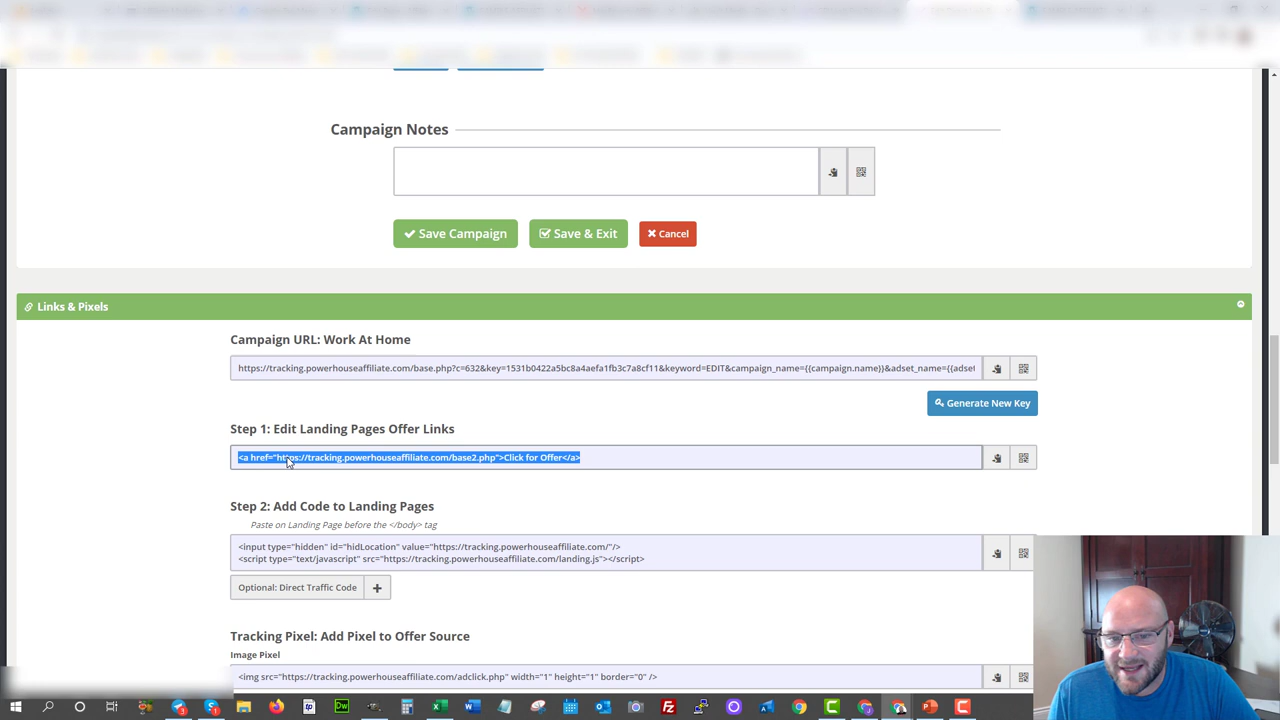 Campaign Notes
Save Campaign
Save & Exit
Cancel
Links & Pixels
Campaign URL: Work At Home
https://tracking.powerhouseaffiliate.com/base.php?c=632&key=1531b0422a5bc8a4aefa1fb3c7a8cf11&keyword=EDIT&campaign_name={{campaign.name}}&adset_name={{adset
Generate New Key
Step 1: Edit Landing Pages Offer Links
<a href="https://tracking.powerhouseaffiliate.com/base2.php">Click for Offer</a>
Step 2: Add Code to Landing Pages
Paste on Landing Page before the </body> tag
<input type="hidden" id="hidLocation" value="https://tracking.powerhouseaffiliate.com/"/>
<script type="text/javascript" src="https://tracking.powerhouseaffiliate.com/landing.js"></script>
Optional: Direct Traffic Code
Tracking Pixel: Add Pixel to Offer Source
Image Pixel
<img src="https://tracking.powerhouseaffiliate.com/adclick.php" width="1" height="1" border="0" />